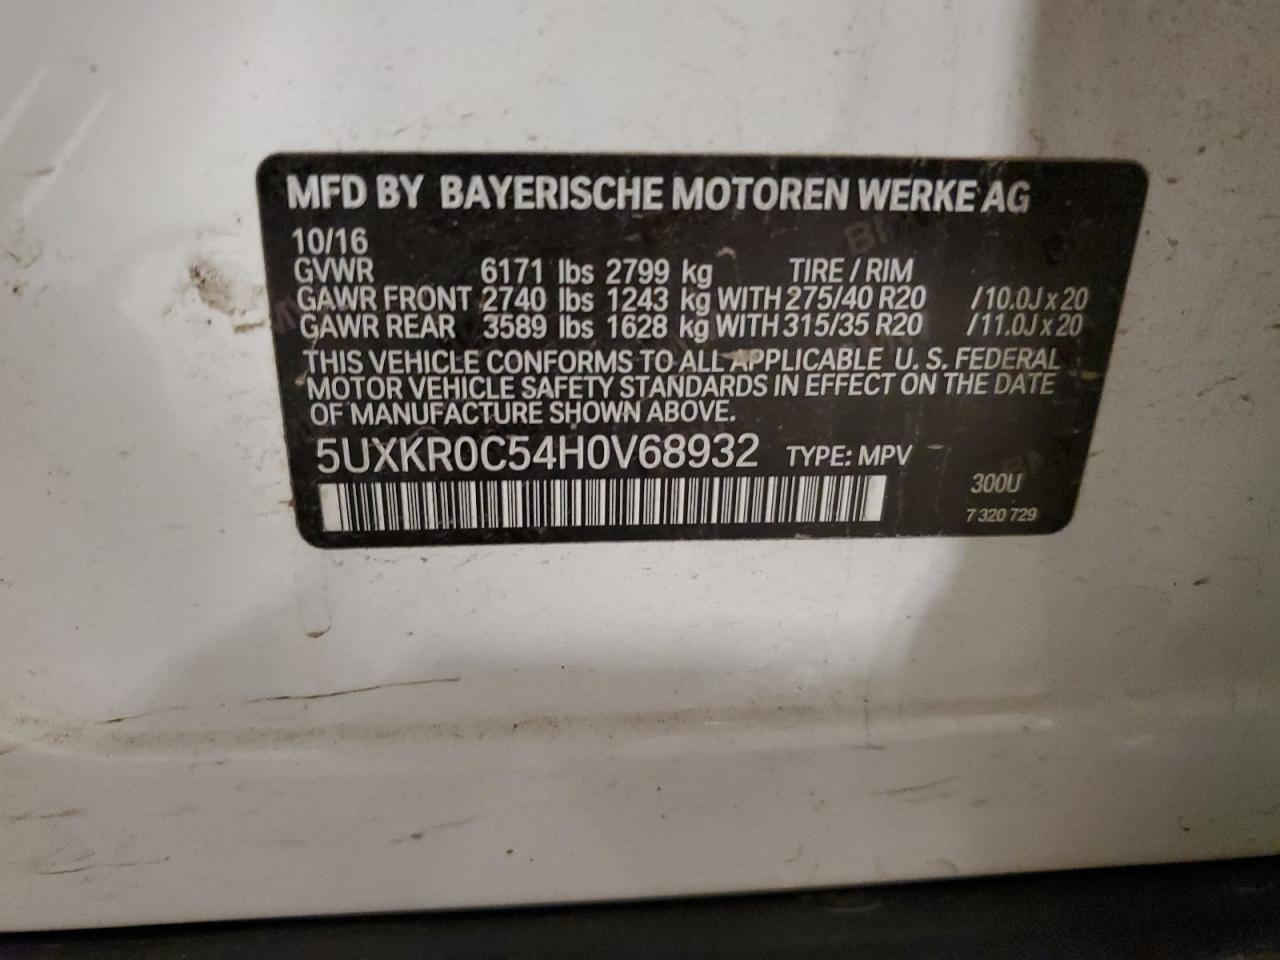 MFD BY BAYERISCHE MOTOREN WERKE AG
10/16
GVWR 6171 lbs 2799 kg TIRE / RIM
GAWR FRONT 2740 lbs 1243 kg WITH 275/40 R20 /10.0J x 20
GAWR REAR 3589 lbs 1628 kg WITH 315/35 R20 /11.0J x 20
THIS VEHICLE CONFORMS TO ALL APPLICABLE U. S. FEDERAL
MOTOR VEHICLE SAFETY STANDARDS IN EFFECT ON THE DATE
OF MANUFACTURE SHOWN ABOVE.
5UXKR0C54H0V68932 TYPE: MPV
300U
7 320 729